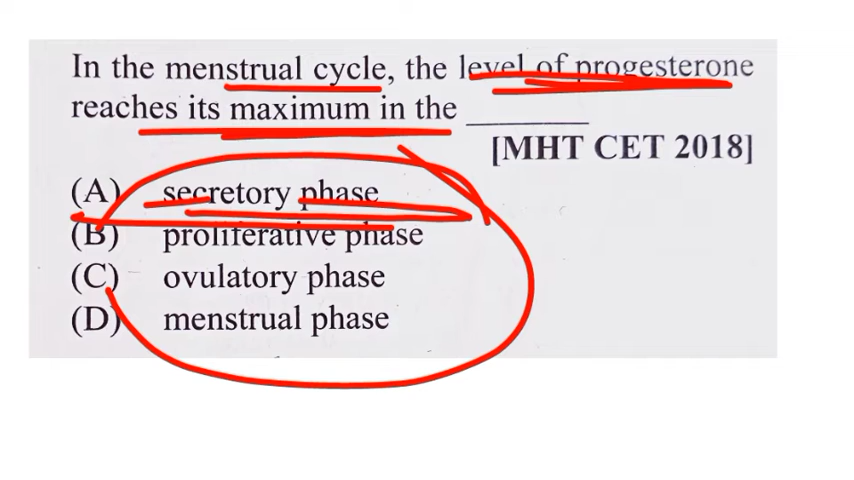 In the menstrual cycle, the level of progesterone
reaches its maximum in the ________
[MHT CET 2018]
(A) secretory phase
(B) proliferative phase
(C) ovulatory phase
(D) menstrual phase